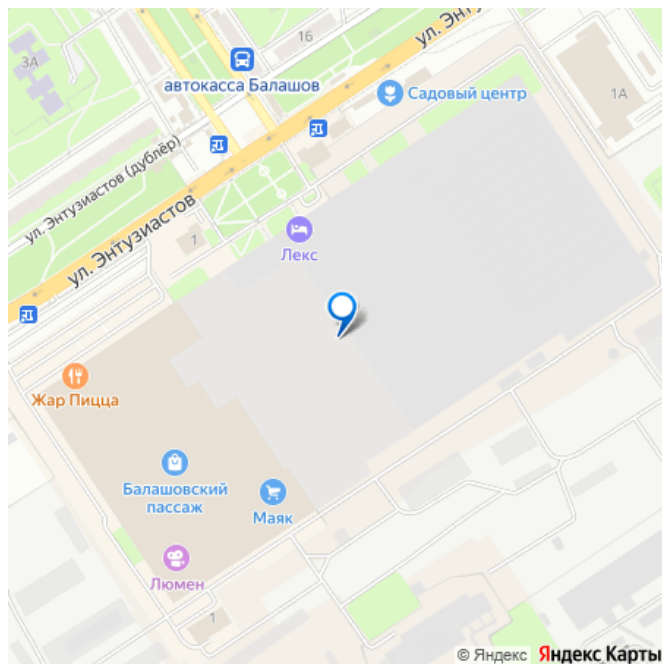 3А
16
ул. Энтузи
автокасса Балашов
Садовый центр
1А
ул. Энтузиастов (дублёр)
ул. Энтузиастов
1
Лекс
Жар Пицца
Балашовский
пассаж
Маяк
Люмен
1
© Яндекс Яндекс Карты